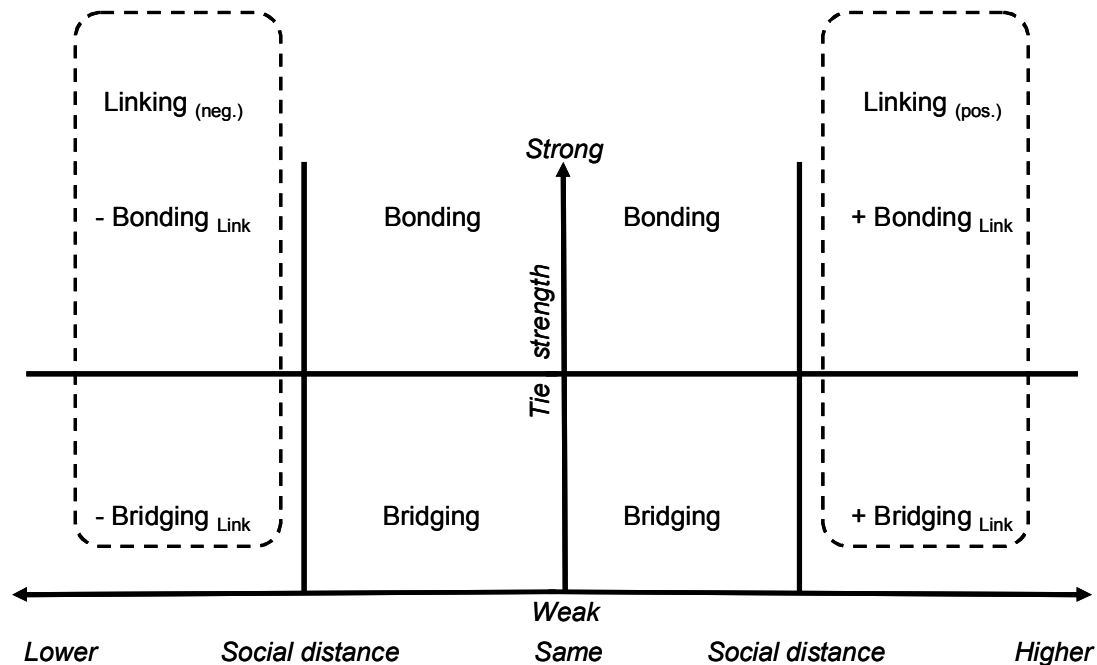 Linking (neg.)
Linking (pos.)
Strong
- Bonding Link
Bonding
Bonding
+ Bonding Link
Tie strength
- Bridging Link
Bridging
Bridging
+ Bridging Link
Weak
Lower
Social distance
Same
Social distance
Higher